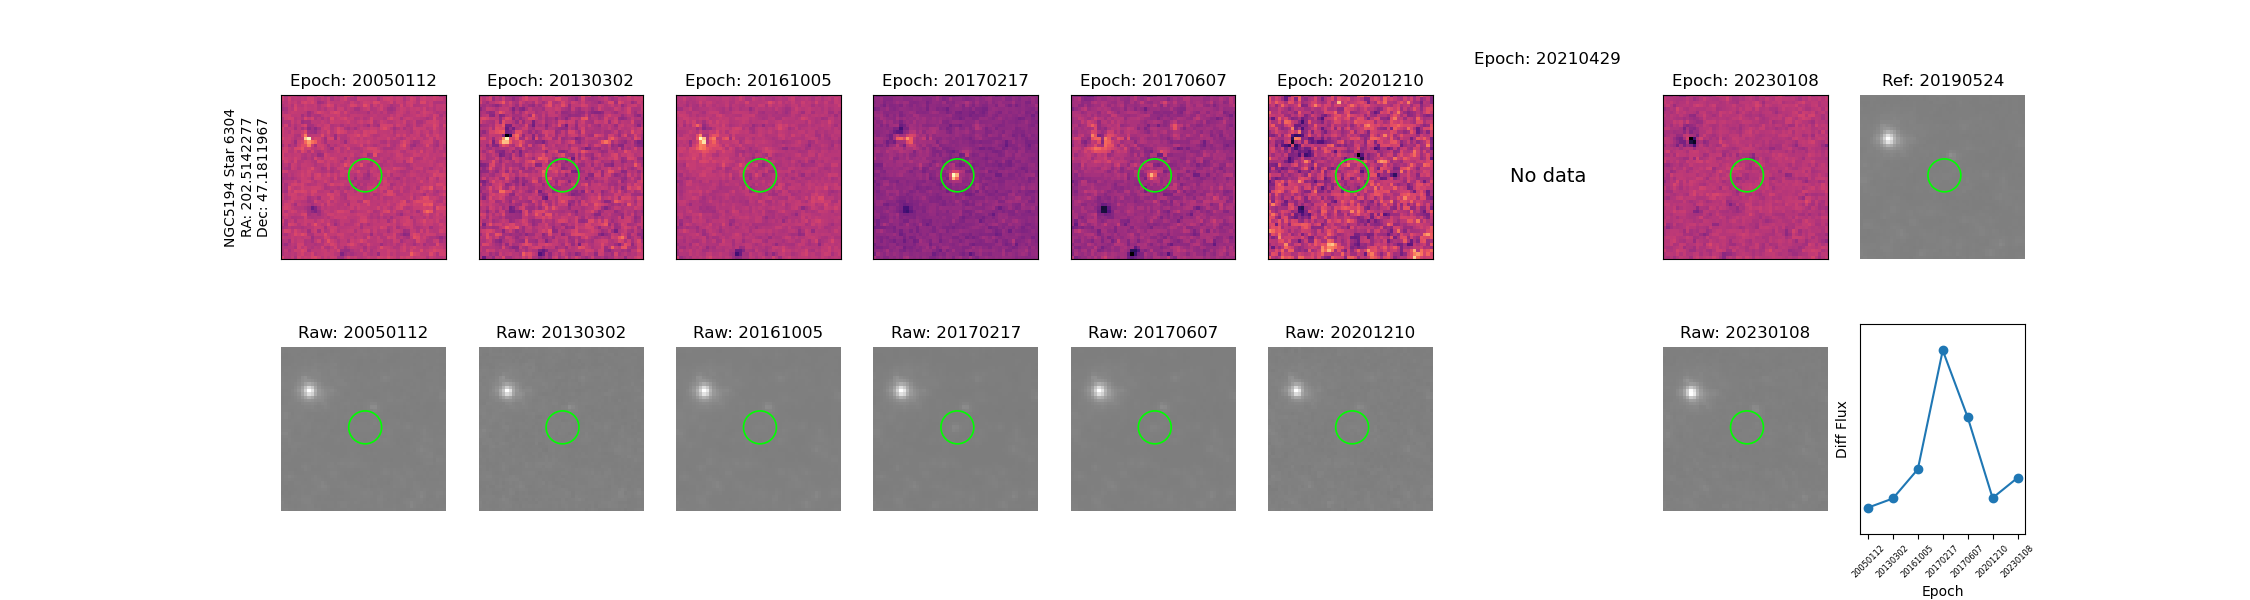 Epoch: 20210429
Epoch: 20050112
Epoch: 20130302
Epoch: 20161005
Epoch: 20170217
Epoch: 20170607
Epoch: 20201210
Epoch: 20230108
Ref: 20190524
NGC5194 Star 6304
RA: 202.5142277
Dec: 47.1811967
No data
Raw: 20050112
Raw: 20130302
Raw: 20161005
Raw: 20170217
Raw: 20170607
Raw: 20201210
Raw: 20230108
Diff Flux
20050112
20130302
20161005
20170217
20170607
20201210
20230108
Epoch